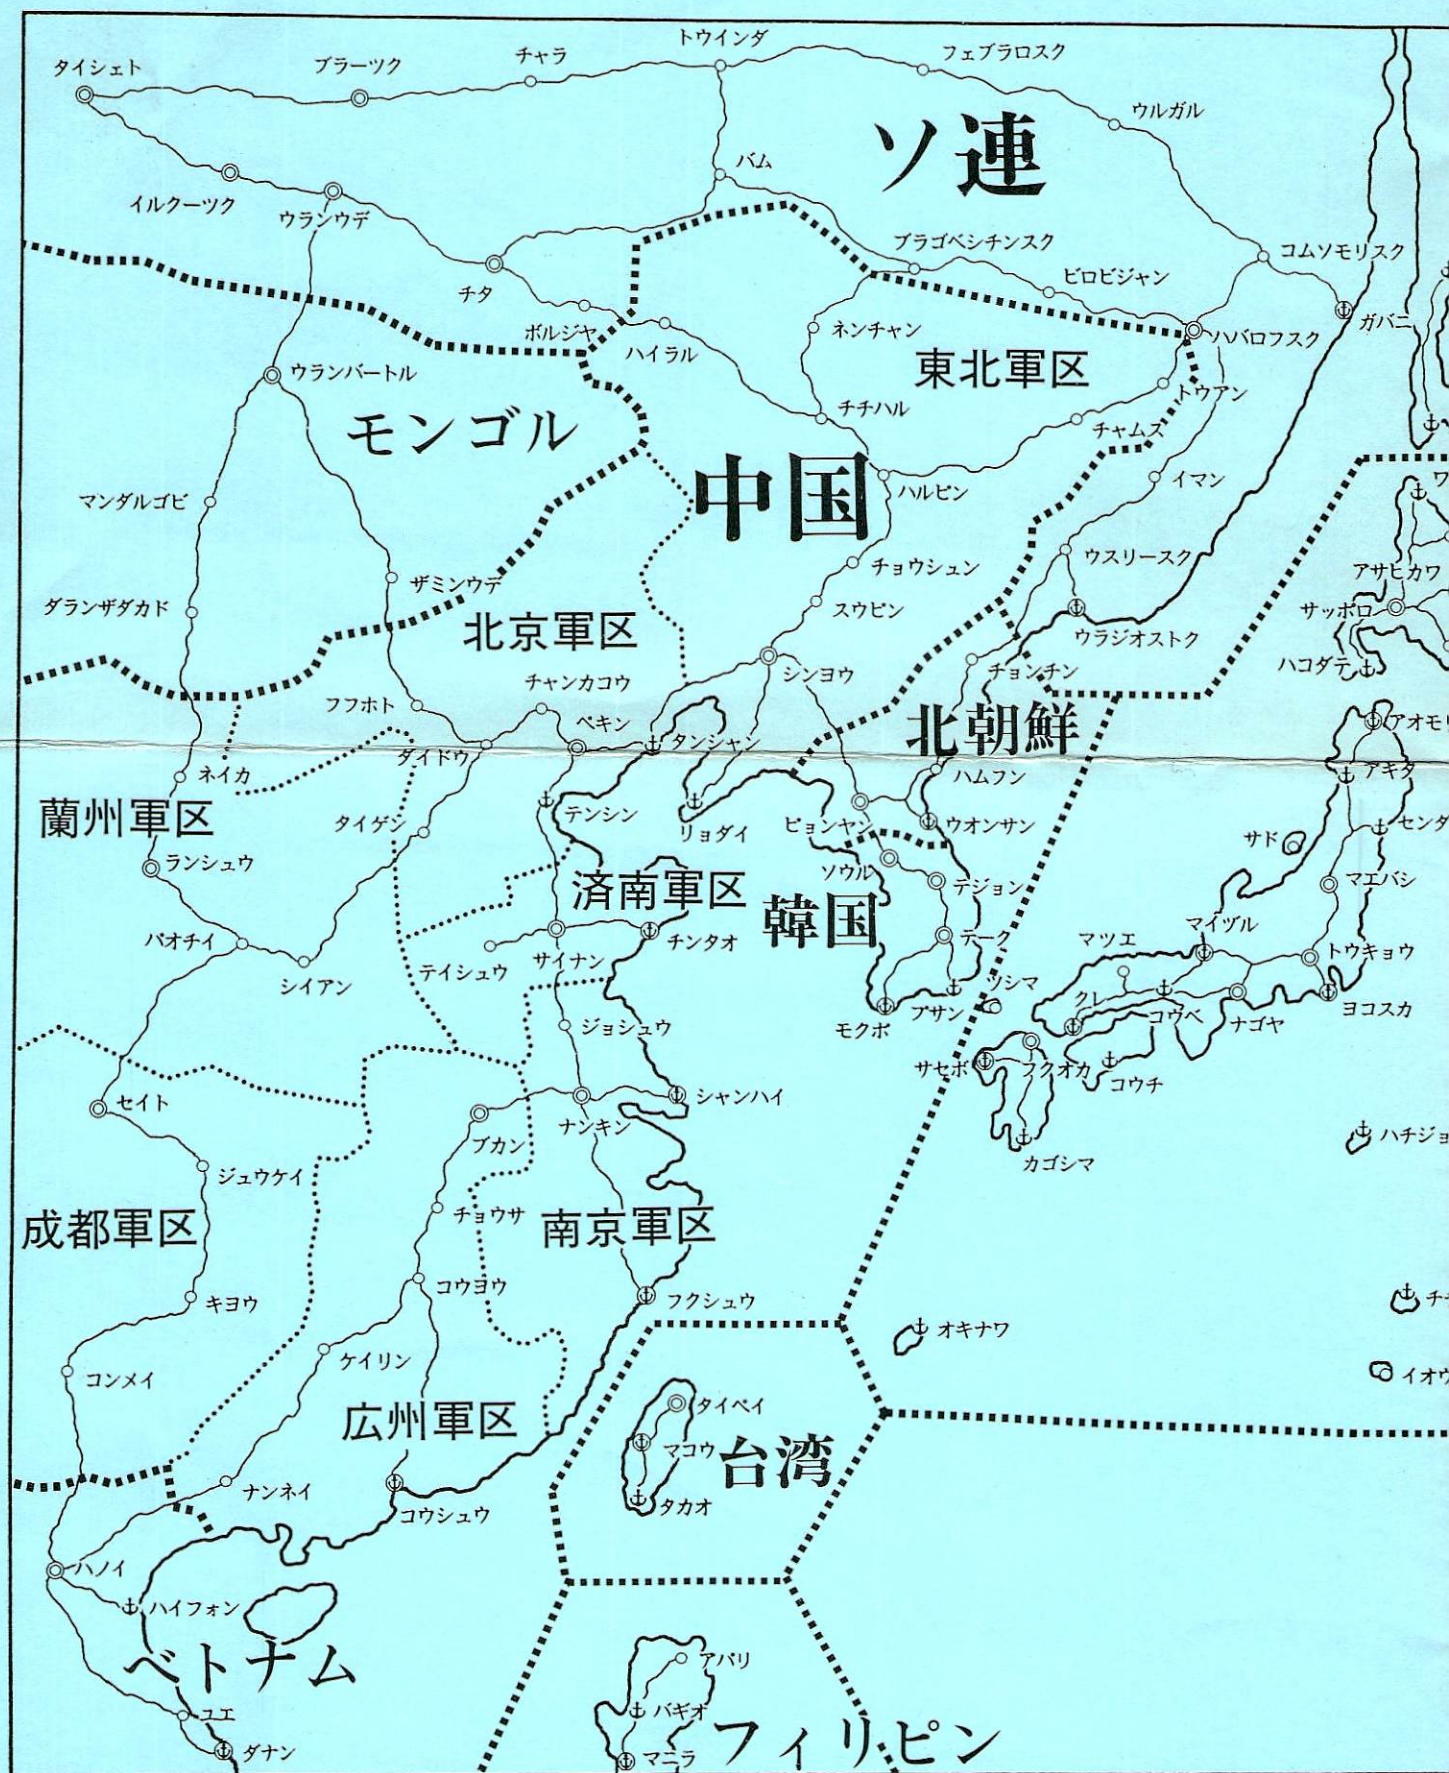 トウインダ
チャラ
フェブラロスク
ブラーツク
タイシェト
ウルガル
ソ連
バム
イルクーツク
ウランウデ
ブラゴベシチンスク
コムソモリスク
ビロビジャン
チタ
ガバニ
ボルジヤ
ネンチャン
ハバロフスク
ハイラル
東北軍区
ウランバートル
トウアン
チチハル
モンゴル
チャムズ
中国
イマン
ハルビン
ワ
マンダルゴビ
ウスリースク
チョウシュン
アサヒカワ
ザミンウデ
ダランザダカド
スウビン
サッポロ
北京軍区
ウラジオストク
ハコダテ
チョンチン
シンヨウ
チャンカコウ
フフホト
ペキン
アオモリ
北朝鮮
タンシャン
ダイドウ
ネイカ
ハムフン
アキタ
蘭州軍区
テンシン
タイゲン
リョダイ
ピョンヤン
ウオンサン
センダ
サド
ランシュウ
ソウル
済南軍区
テジョン
マエバシ
韓国
マイヅル
パオチイ
チンタオ
テーク
マツエ
トウキョウ
サイナン
テイシュウ
シイアン
ツシマ
クレ
コウベ
ナゴヤ
ヨコスカ
プサン
モクポ
ジョシュウ
サセボ
フクオカ
コウチ
セイト
シャンハイ
ナンキン
ブカン
ハチジョ
カゴシマ
ジュウケイ
チョウサ
成都軍区
南京軍区
コウヨウ
キヨウ
フクシュウ
チチ
オキナワ
ケイリン
コンメイ
イオウ
タイペイ
広州軍区
マコウ
台湾
ナンネイ
タカオ
コウシュウ
ハノイ
ハイフォン
ベトナム
アパリ
ユエ
バギオ
フィリピン
ダナン
マニラ